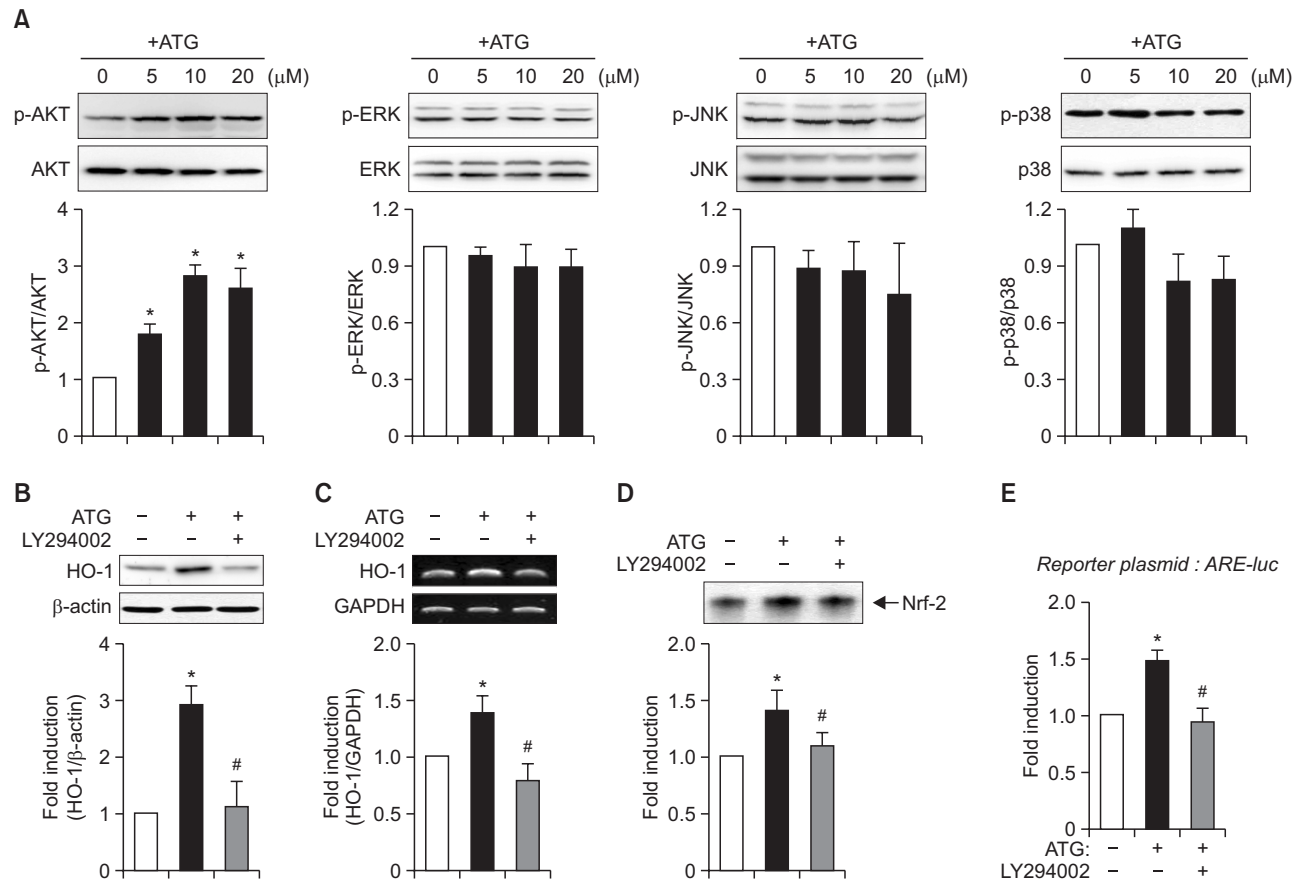 A
+ATG
0 5 10 20 (μM)
p-AKT
AKT
4
3
2
1
0
p-AKT/AKT
*
*
*
+ATG
0 5 10 20 (μM)
p-ERK
ERK
1.2
0.9
0.6
0.3
0
p-ERK/ERK
+ATG
0 5 10 20 (μM)
p-JNK
JNK
1.2
0.9
0.6
0.3
0
p-JNK/JNK
+ATG
0 5 10 20 (μM)
p-p38
p38
1.2
0.9
0.6
0.3
0
p-p38/p38
B
ATG – + +
LY294002 – – +
HO-1
β-actin
4
3
2
1
0
Fold induction
(HO-1/β-actin)
*
#
C
– + +
– – +
HO-1
GAPDH
2.0
1.5
1.0
0.5
0
Fold induction
(HO-1/GAPDH)
*
#
D
ATG – + +
LY294002 – – +
Nrf-2
2.0
1.5
1.0
0.5
0
Fold induction
*
#
E
Reporter plasmid : ARE-luc
2.0
1.5
1.0
0.5
0
Fold induction
*
#
ATG: – + +
LY294002 – – +